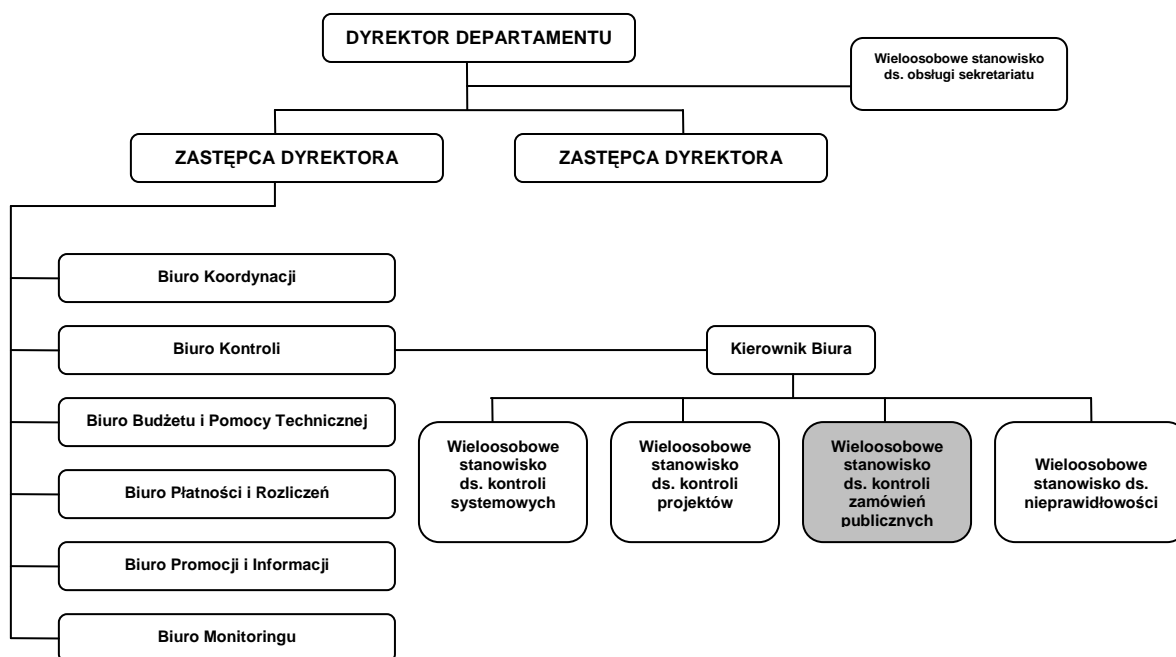 DYREKTOR DEPARTAMENTU
Wieloosobowe stanowisko
ds. obsługi sekretariatu
ZASTĘPCA DYREKTORA
ZASTĘPCA DYREKTORA
Biuro Koordynacji
Biuro Kontroli
Kierownik Biura
Biuro Budżetu i Pomocy Technicznej
Wieloosobowe
stanowisko
ds. kontroli
systemowych
Wieloosobowe
stanowisko
ds. kontroli
projektów
Wieloosobowe
stanowisko
ds. kontroli
zamówień
publicznych
Wieloosobowe
stanowisko ds.
nieprawidłowości
Biuro Płatności i Rozliczeń
Biuro Promocji i Informacji
Biuro Monitoringu